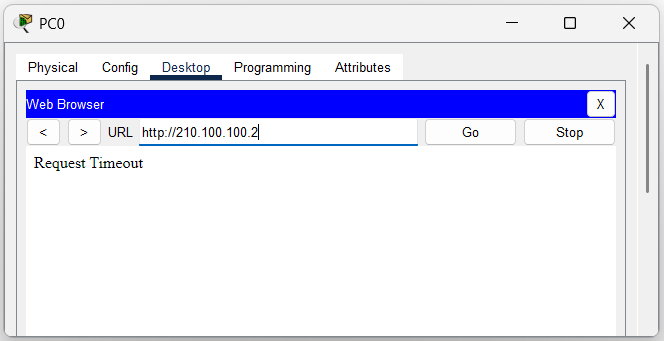 PC0
Physical Config Desktop Programming Attributes
Web Browser X
< > URL http://210.100.100.2 Go Stop
Request Timeout